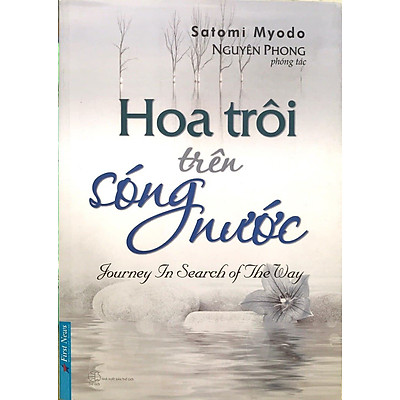 Satomi Myodo
NGUYÊN PHONG
phóng tác
Hoa trôi
trên
sóng
nước
Journey In Search of The Way
First News